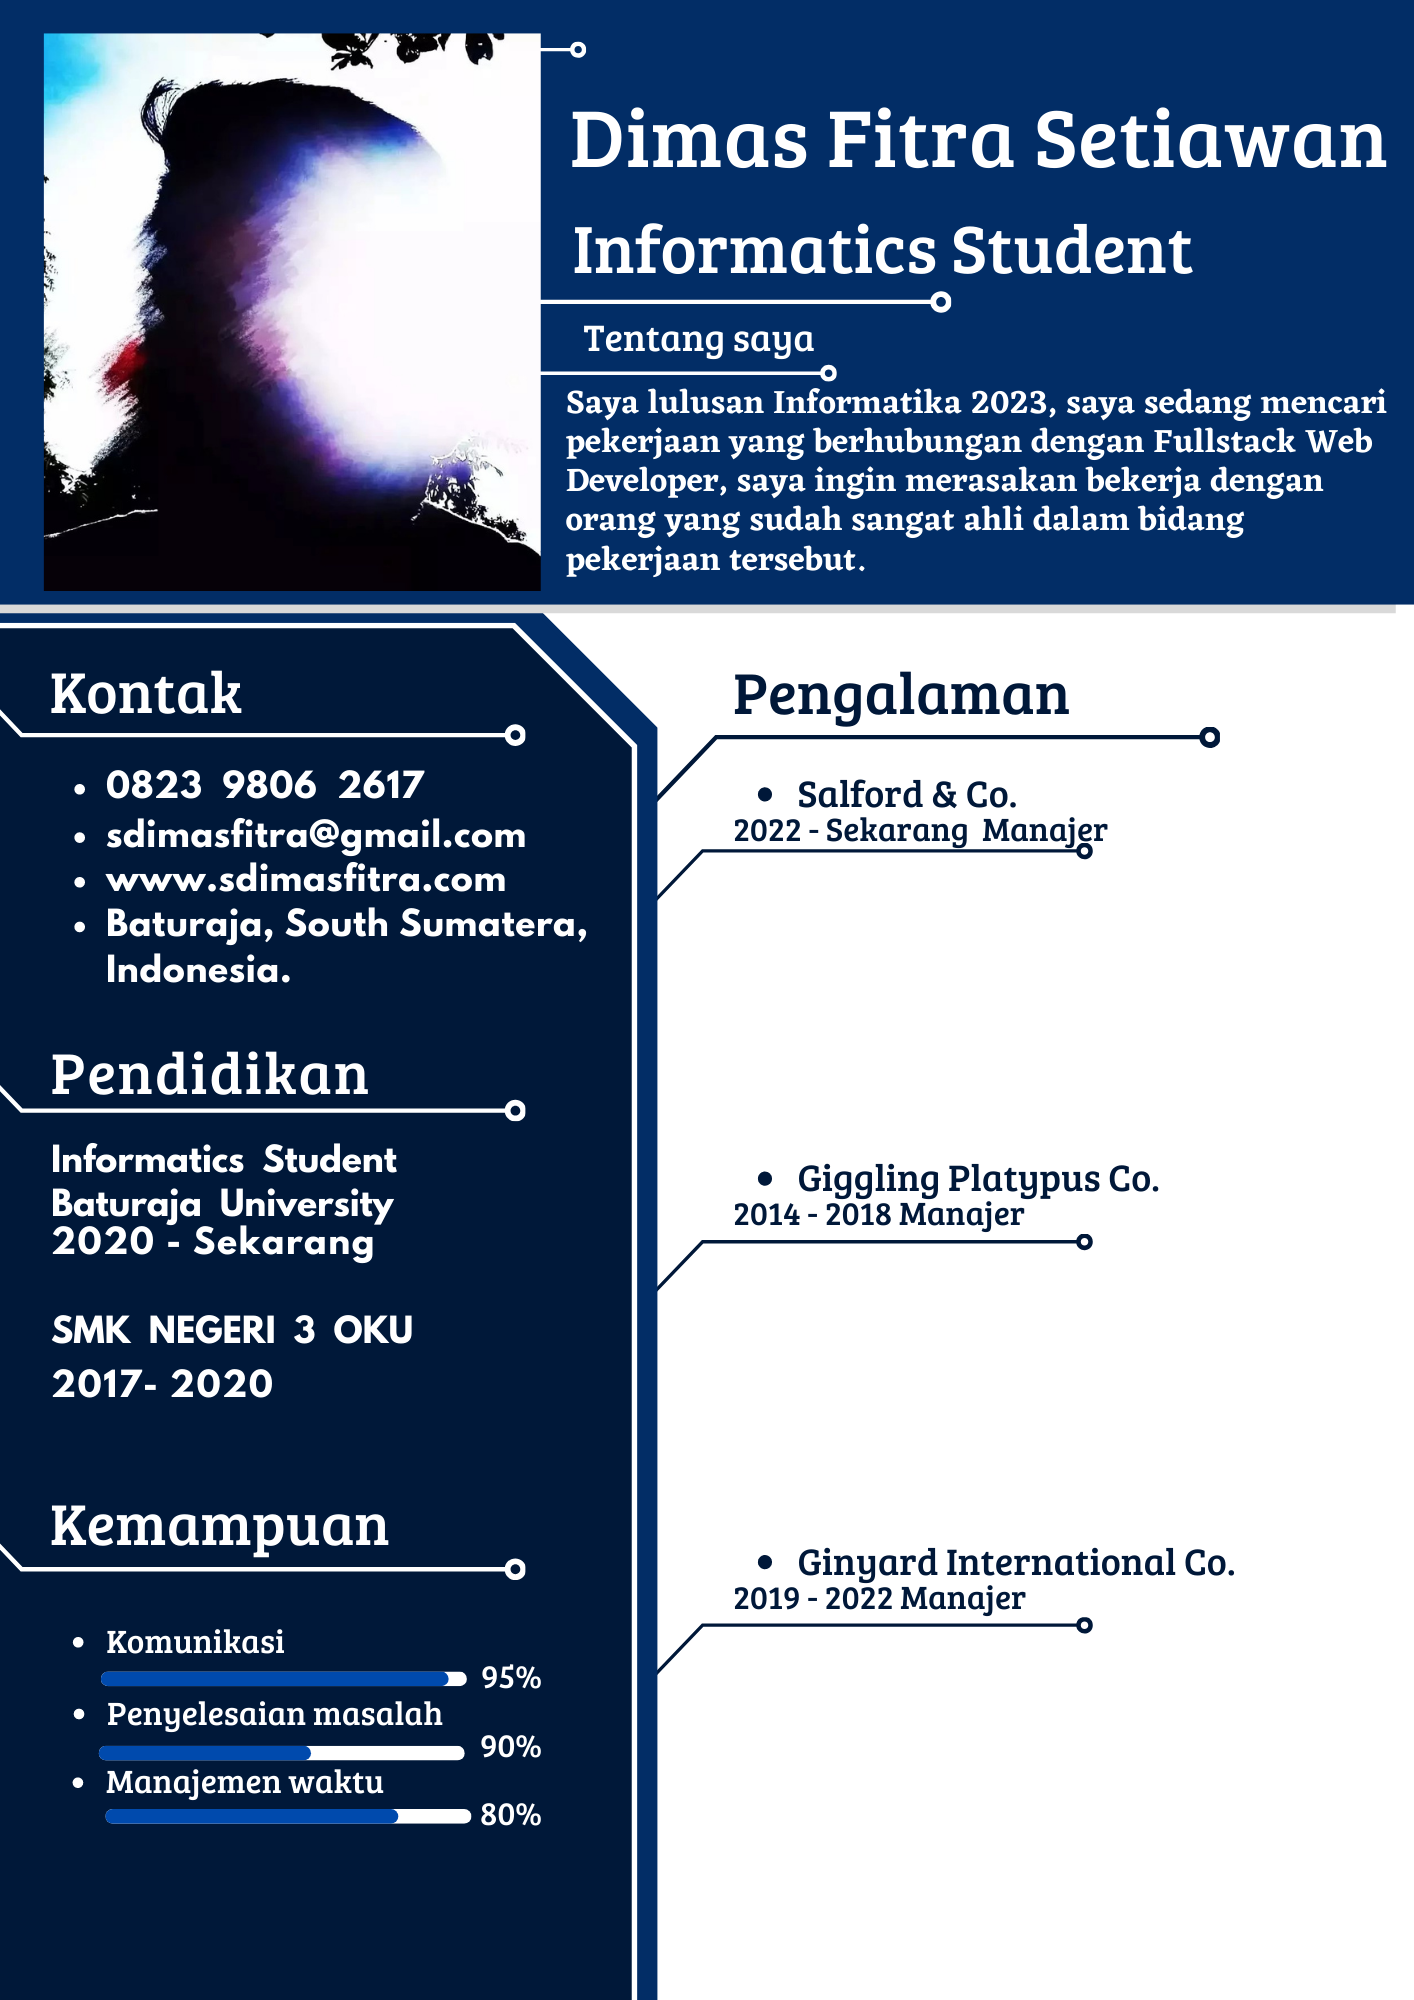 Dimas Fitra Setiawan
Informatics Student
Tentang saya
Saya lulusan Informatika 2023, saya sedang mencari
pekerjaan yang berhubungan dengan Fullstack Web
Developer, saya ingin merasakan bekerja dengan
orang yang sudah sangat ahli dalam bidang
pekerjaan tersebut.
Kontak
• 0823 9806 2617
• sdimasfitra@gmail.com
• www.sdimasfitra.com
• Baturaja, South Sumatera,
Indonesia.
Pendidikan
Informatics Student
Baturaja University
2020 - Sekarang
SMK NEGERI 3 OKU
2017- 2020
Kemampuan
• Komunikasi
95%
• Penyelesaian masalah
90%
• Manajemen waktu
80%
Pengalaman
• Salford & Co.
2022 - Sekarang Manajer
• Giggling Platypus Co.
2014 - 2018 Manajer
• Ginyard International Co.
2019 - 2022 Manajer